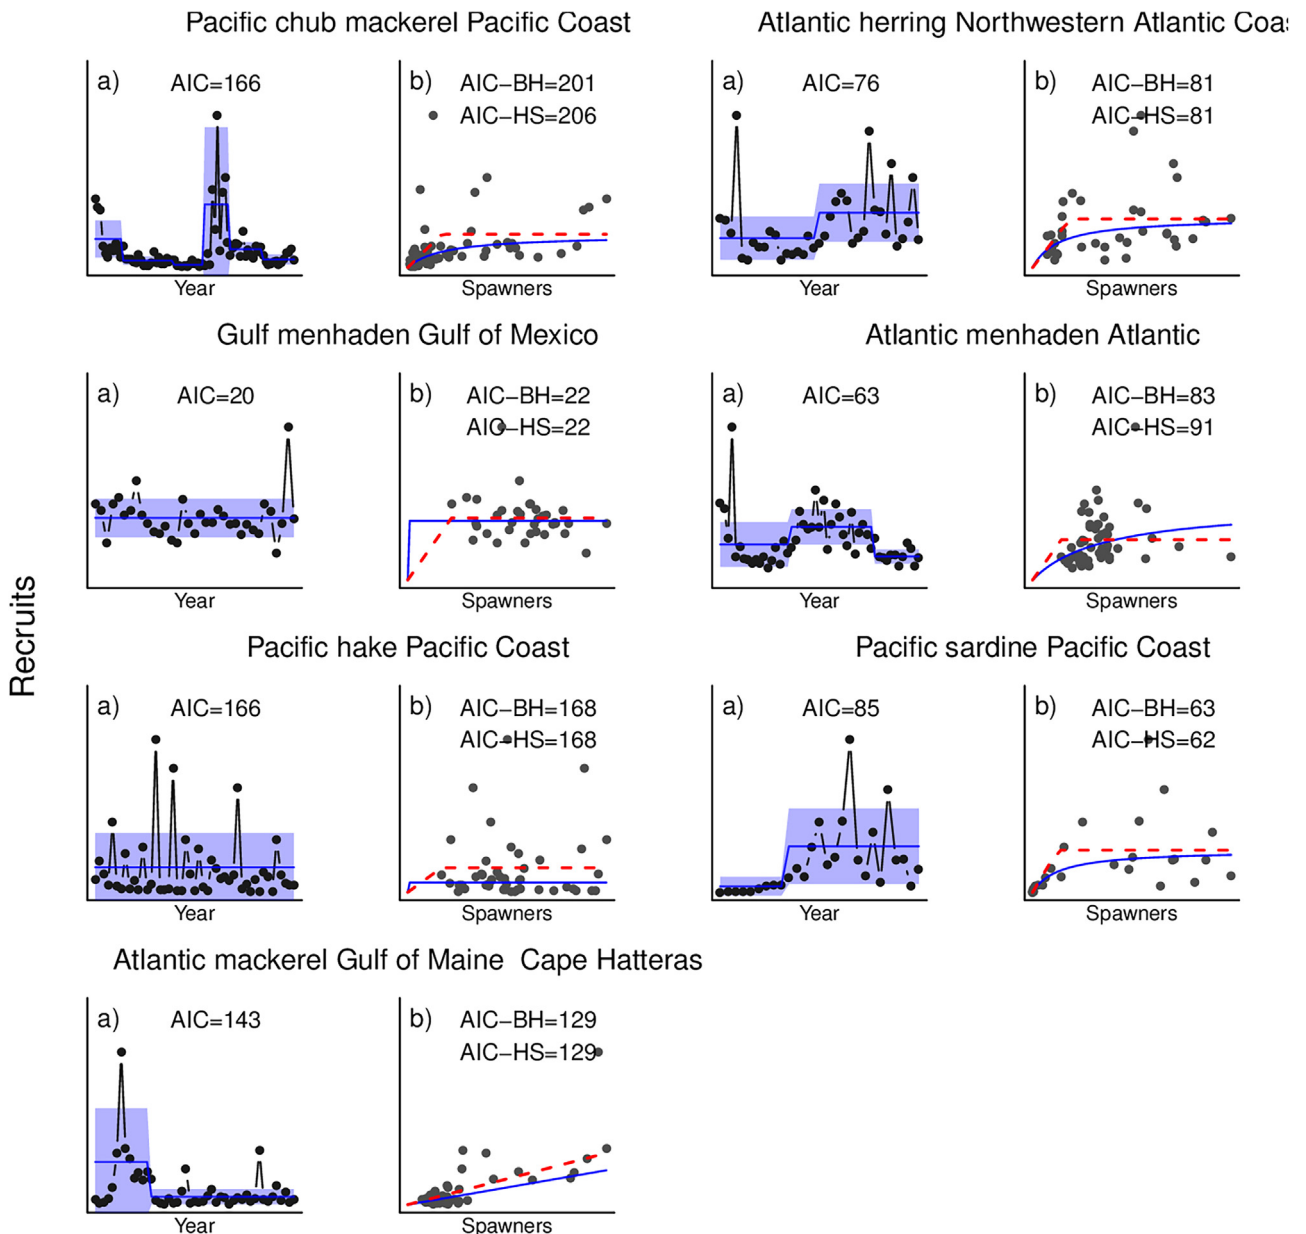 Pacific chub mackerel Pacific Coast
a) AIC=166
Year
b) AIC−BH=201
AIC−HS=206
Spawners
Atlantic herring Northwestern Atlantic Coas
a) AIC=76
Year
b) AIC−BH=81
AIC−HS=81
Spawners
Gulf menhaden Gulf of Mexico
a) AIC=20
Year
b) AIC−BH=22
AIC−HS=22
Spawners
Atlantic menhaden Atlantic
a) AIC=63
Year
b) AIC−BH=83
AIC−HS=91
Spawners
Recruits
Pacific hake Pacific Coast
a) AIC=166
Year
b) AIC−BH=168
AIC−HS=168
Spawners
Pacific sardine Pacific Coast
a) AIC=85
Year
b) AIC−BH=63
AIC−HS=62
Spawners
Atlantic mackerel Gulf of Maine Cape Hatteras
a) AIC=143
Year
b) AIC−BH=129
AIC−HS=129
Spawners